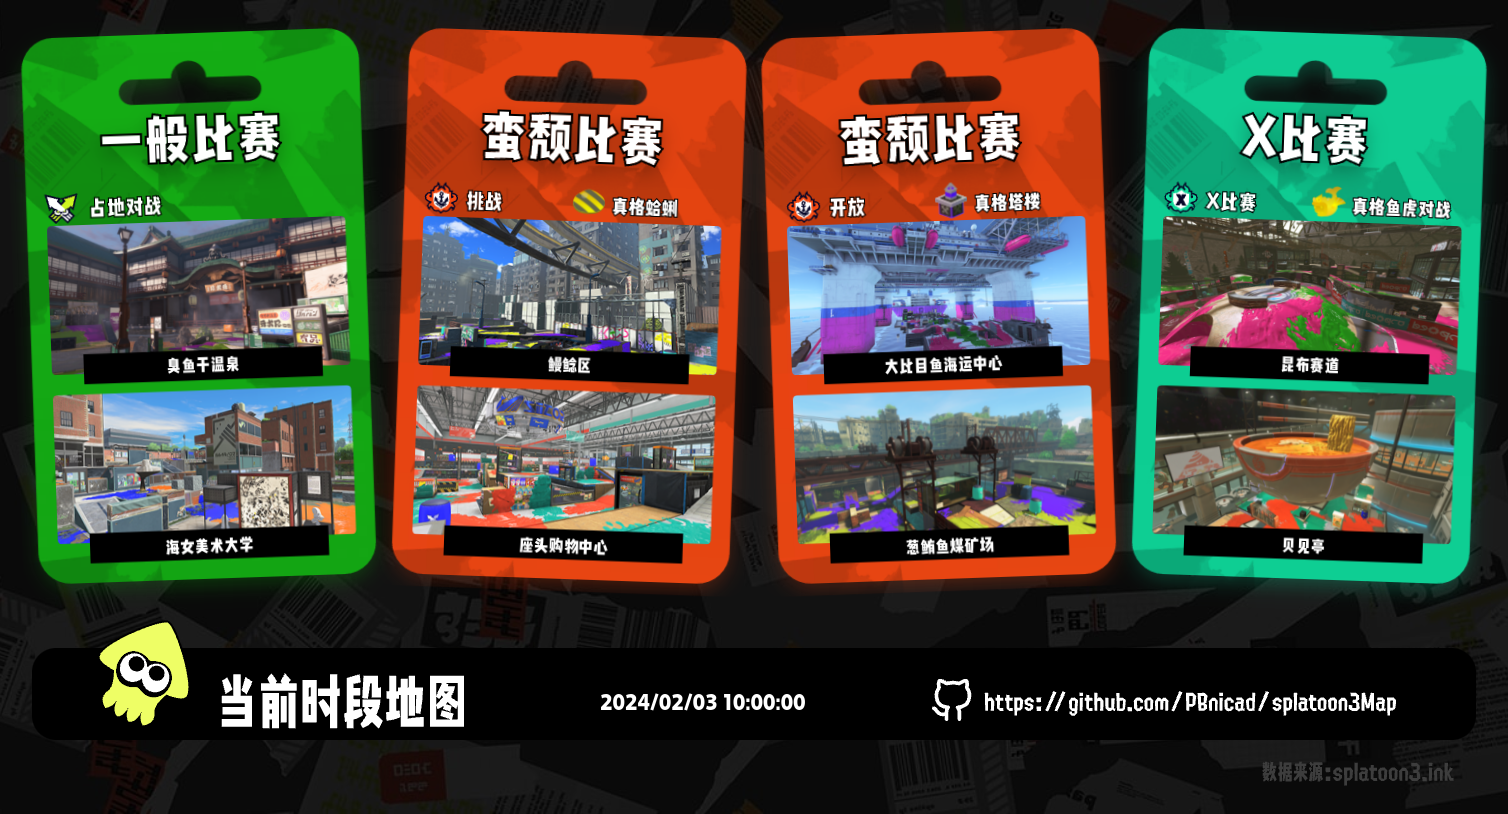 一般比赛
占地对战
臭鱼干温泉
海女美术大学
蛮颓比赛
挑战
真格蛤蜊
鳗鲶区
座头购物中心
蛮颓比赛
开放
真格塔楼
大比目鱼海运中心
葱鲔鱼煤矿场
X比赛
X比赛
真格鱼虎对战
昆布赛道
贝见亭
当前时段地图
2024/02/03 10:00:00
https://github.com/PBnicad/splatoon3Map
数据来源:splatoon3.ink